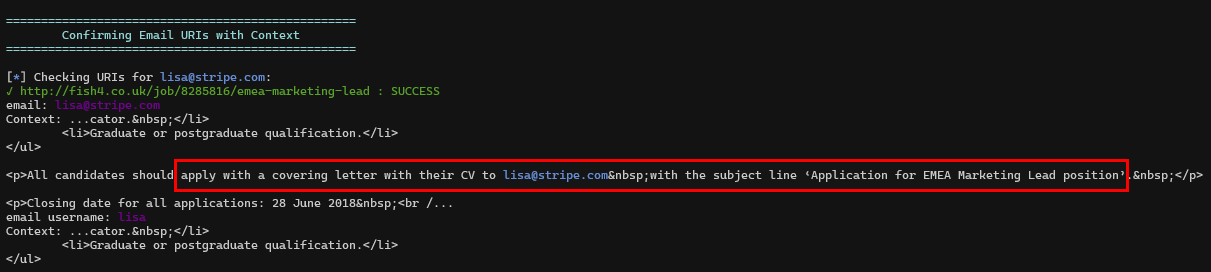 ==================================================
Confirming Email URIs with Context
==================================================
[*] Checking URIs for lisa@stripe.com:
✓ http://fish4.co.uk/job/8285816/emea-marketing-lead : SUCCESS
email: lisa@stripe.com
Context: ...cator.&nbsp;</li>
<li>Graduate or postgraduate qualification.</li>
</ul>
<p>All candidates should apply with a covering letter with their CV to lisa@stripe.com&nbsp;with the subject line ‘Application for EMEA Marketing Lead position’.&nbsp;</p>
<p>Closing date for all applications: 28 June 2018&nbsp;<br /...
email username: lisa
Context: ...cator.&nbsp;</li>
<li>Graduate or postgraduate qualification.</li>
</ul>